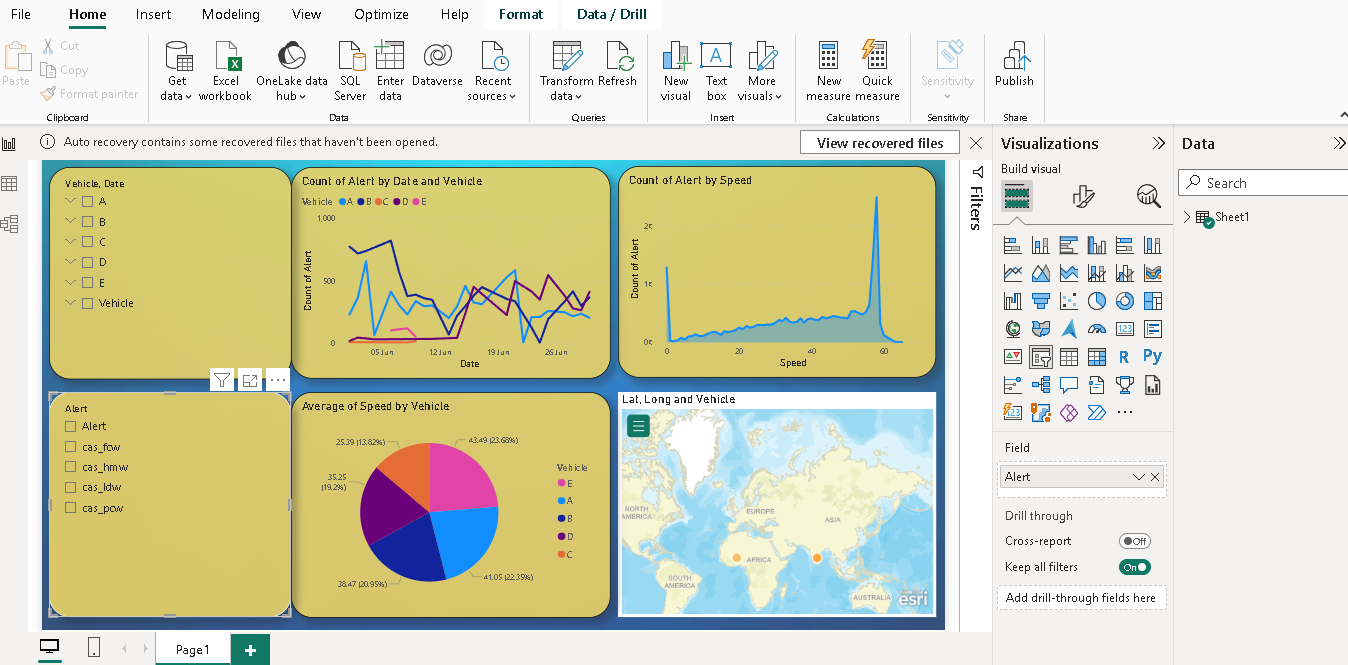 File Home Insert Modeling View Optimize Help Format Data / Drill
Paste
Cut
Copy
Format painter
Clipboard
Get
data
Excel
workbook
OneLake data
hub
SQL
Server
Enter
data
Dataverse
Recent
sources
Data
Transform
data
Refresh
Queries
New
visual
A
Text
box
More
visuals
Insert
New
measure
Quick
measure
Calculations
Sensitivity
Sensitivity
Publish
Share
Auto recovery contains some recovered files that haven't been opened.
View recovered files
Vehicle, Date
A
B
C
D
E
Vehicle
Count of Alert by Date and Vehicle
Vehicle A B C D E
1,000
500
0
Count of Alert
05 Jan 12 Jan 19 Jan 26 Jan
Date
Count of Alert by Speed
2K
1K
0K
Count of Alert
0 20 40 60
Speed
Alert
Alert
cas_fcw
cas_hmw
cas_ldw
cas_pcw
Average of Speed by Vehicle
43.49 (23.68%)
41.05 (22.35%)
38.47 (20.95%)
35.25
(19.2%)
25.39 (13.82%)
Vehicle
E
A
B
D
C
Lat, Long and Vehicle
NORTH
AMERICA
EUROPE
ASIA
AFRICA
SOUTH
AMERICA
AUSTRALIA
esri
Filters
Visualizations
Build visual
123
R
Py
123
Field
Alert
Drill through
Cross-report
Off
Keep all filters
On
Add drill-through fields here
Data
Search
Sheet1
Page1